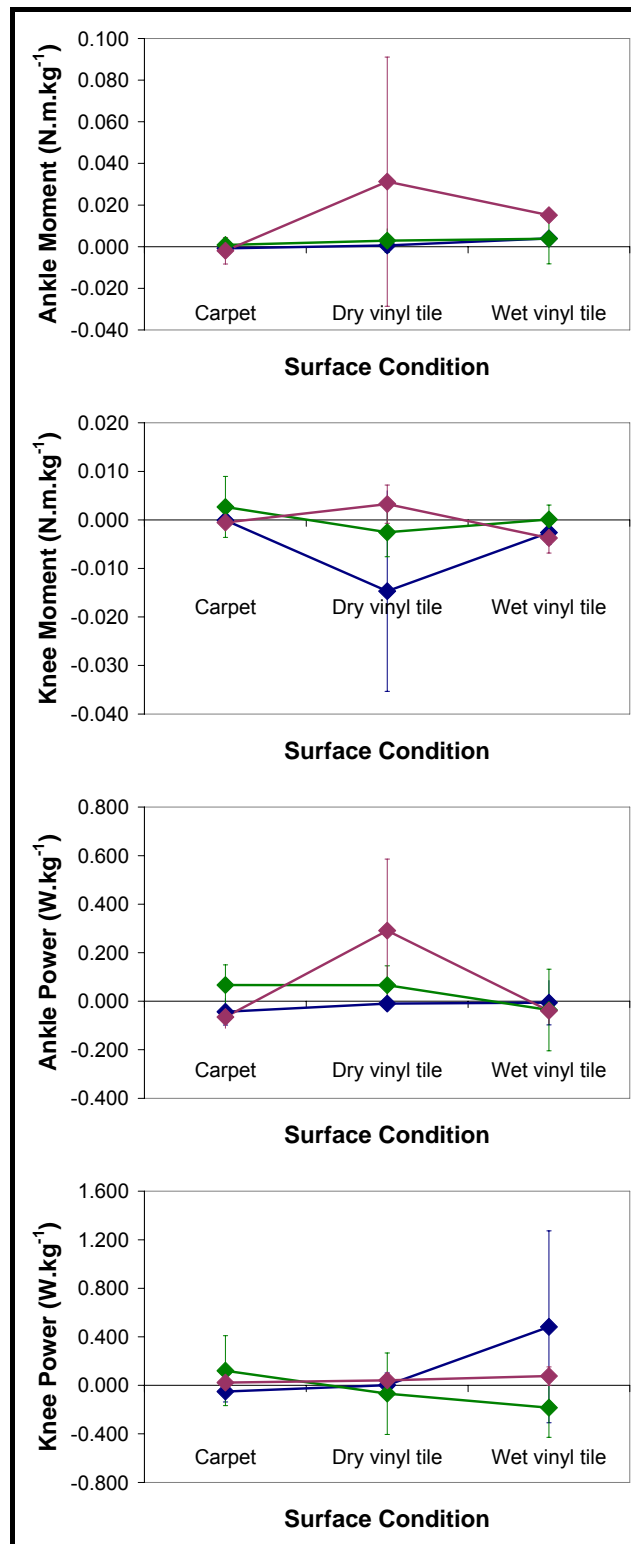 Ankle Moment (N.m.kg⁻¹)
0.100
0.080
0.060
0.040
0.020
0.000
-0.020
-0.040
Carpet Dry vinyl tile Wet vinyl tile
Surface Condition
Knee Moment (N.m.kg⁻¹)
0.020
0.010
0.000
-0.010
-0.020
-0.030
-0.040
Carpet Dry vinyl tile Wet vinyl tile
Surface Condition
Ankle Power (W.kg⁻¹)
0.800
0.600
0.400
0.200
0.000
-0.200
-0.400
Carpet Dry vinyl tile Wet vinyl tile
Surface Condition
Knee Power (W.kg⁻¹)
1.600
1.200
0.800
0.400
0.000
-0.400
-0.800
Carpet Dry vinyl tile Wet vinyl tile
Surface Condition